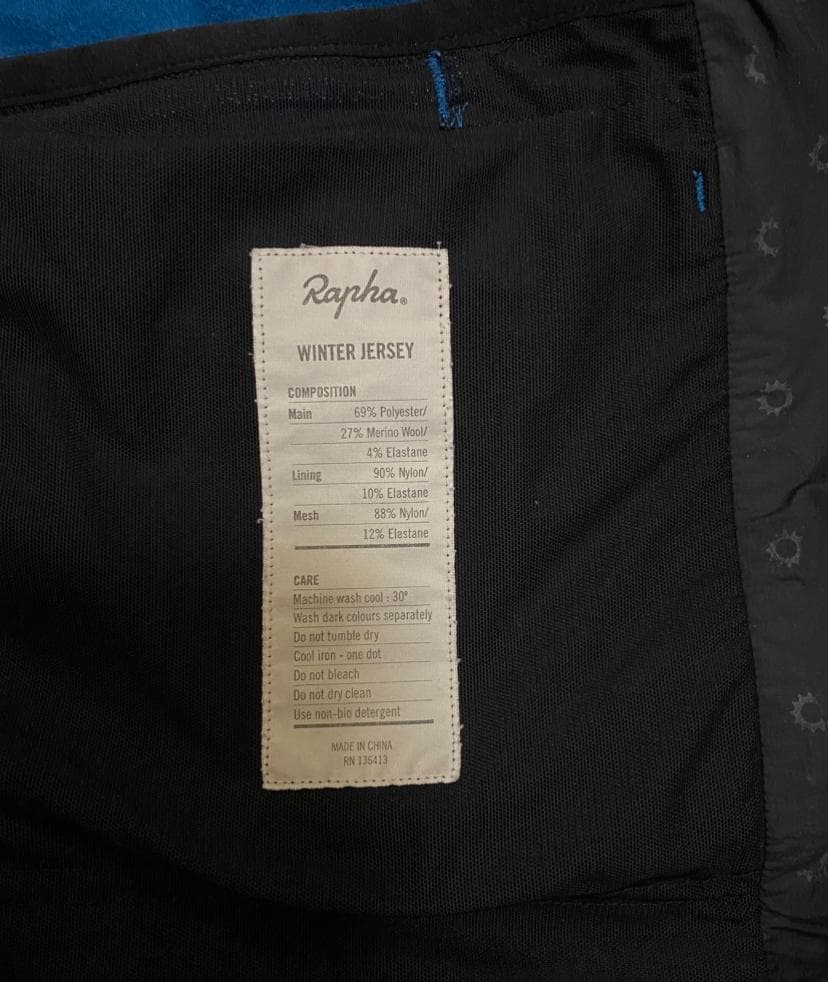 Rapha®
WINTER JERSEY
COMPOSITION
Main 69% Polyester/
27% Merino Wool/
4% Elastane
Lining 90% Nylon/
10% Elastane
Mesh 88% Nylon/
12% Elastane
CARE
Machine wash cool : 30°
Wash dark colours separately
Do not tumble dry
Cool iron - one dot
Do not bleach
Do not dry clean
Use non-bio detergent
MADE IN CHINA
RN 136413